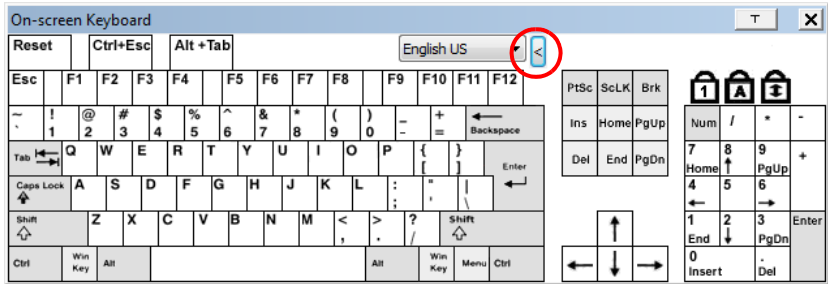 On-screen Keyboard T X
Reset Ctrl+Esc Alt +Tab English US <
Esc F1 F2 F3 F4 F5 F6 F7 F8 F9 F10 F11 F12 PtSc ScLK Brk 1 A
~ ! @ # $ % ^ & * ( ) _ +
` 1 2 3 4 5 6 7 8 9 0 - = Backspace Ins Home PgUp Num / * -
Tab Q W E R T Y U I O P { } Enter Del End PgDn 7 8 9 +
[ ] Home PgUp
Caps Lock A S D F G H J K L : " | 4 5 6
; ' \
Shift Z X C V B N M < > ? Shift 1 2 3 Enter
, . / End PgDn
Ctrl Win Key Alt Alt Win Key Menu Ctrl 0 .
Insert Del